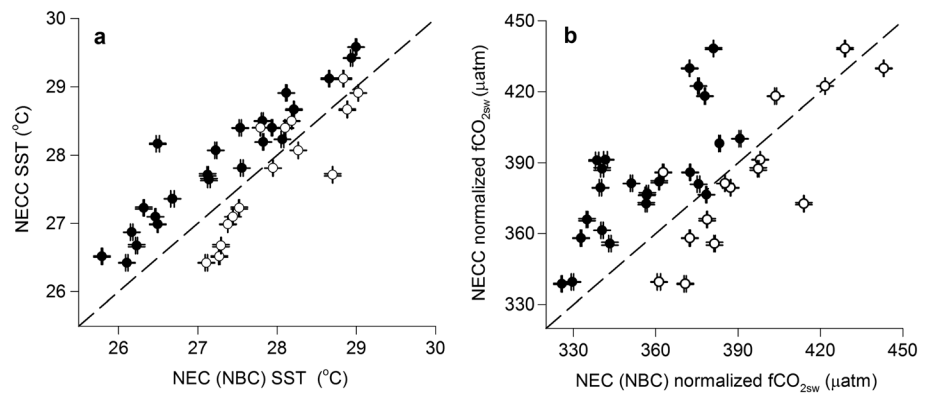 a
30
29
28
27
26
NECC SST (°C)
26 27 28 29 30
NEC (NBC) SST (°C)
b
450
420
390
360
330
NECC normalized fCO2sw (μatm)
330 360 390 420 450
NEC (NBC) normalized fCO2sw (μatm)